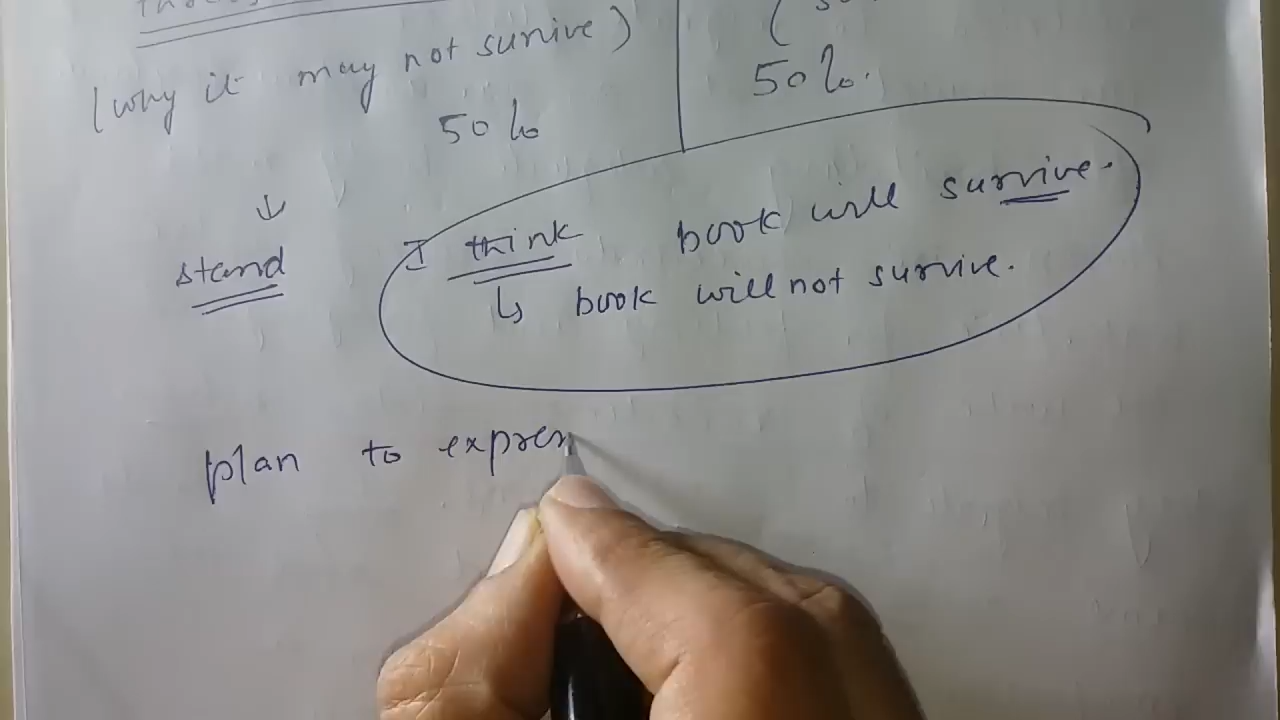 (why it may not survive)
50%
50%.
↓
stand
I think book will survive.
↳ book will not survive.
plan to expres